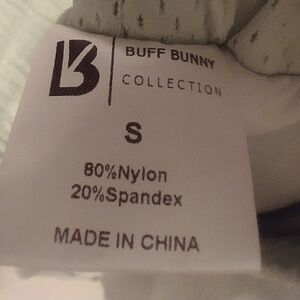 BUFF BUNNY
COLLECTION
S
80%Nylon
20%Spandex
MADE IN CHINA